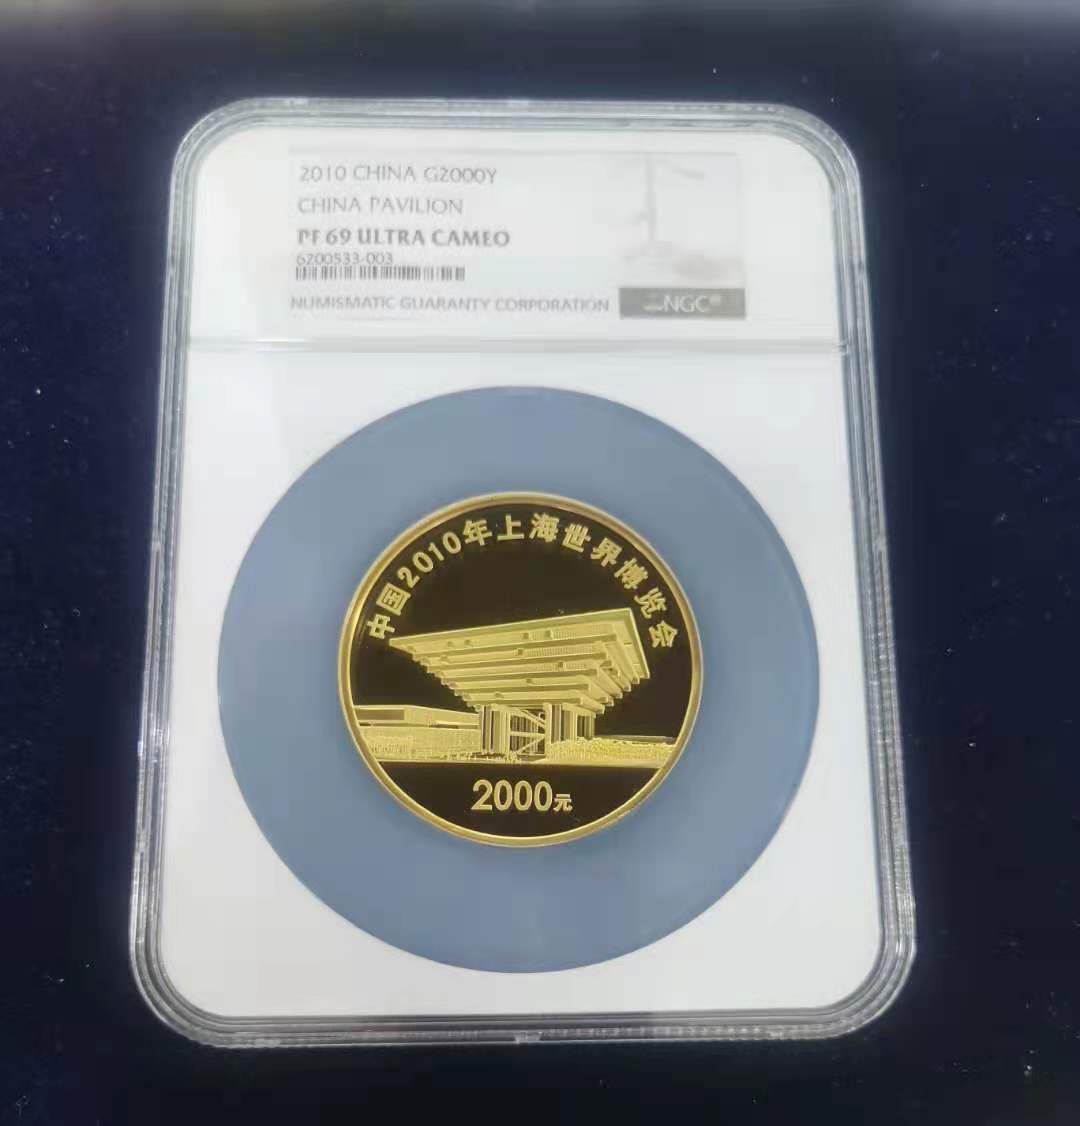 2010 CHINA G2000Y
CHINA PAVILION
PF 69 ULTRA CAMEO
6200533-003
NUMISMATIC GUARANTY CORPORATION
NGC
中国2010年上海世界博览会
2000元